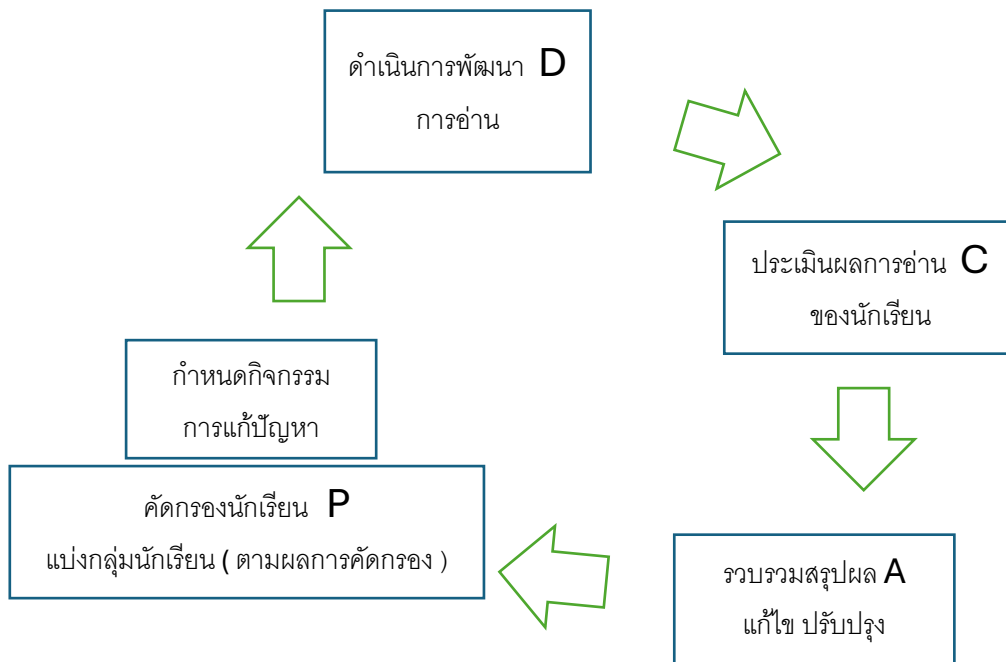 ดำเนินการพัฒนา D
การอ่าน
ประเมินผลการอ่าน C
ของนักเรียน
กำหนดกิจกรรม
การแก้ปัญหา
คัดกรองนักเรียน P
แบ่งกลุ่มนักเรียน ( ตามผลการคัดกรอง )
รวบรวมสรุปผล A
แก้ไข ปรับปรุง